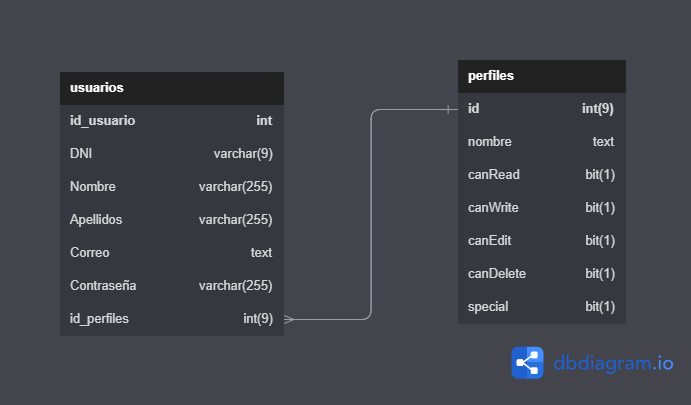 usuarios
id_usuario int
DNI varchar(9)
Nombre varchar(255)
Apellidos varchar(255)
Correo text
Contraseña varchar(255)
id_perfiles int(9)
perfiles
id int(9)
nombre text
canRead bit(1)
canWrite bit(1)
canEdit bit(1)
canDelete bit(1)
special bit(1)
dbdiagram.io